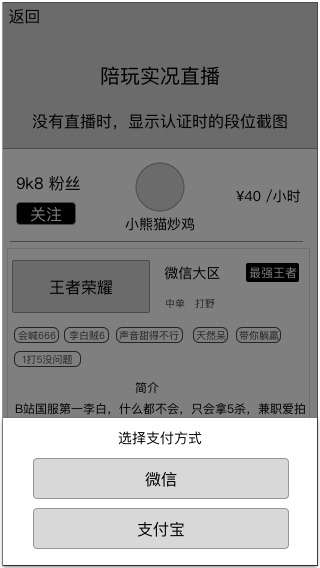 返回
陪玩实况直播
没有直播时，显示认证时的段位截图
9k8 粉丝
¥40 /小时
关注
小熊猫炒鸡
王者荣耀
微信大区
最强王者
中单 打野
会喊666 李白贼6 声音甜得不行 天然呆 带你躺赢
1打5没问题
简介
B站国服第一李白，什么都不会，只会拿5杀，兼职爱拍
选择支付方式
微信
支付宝